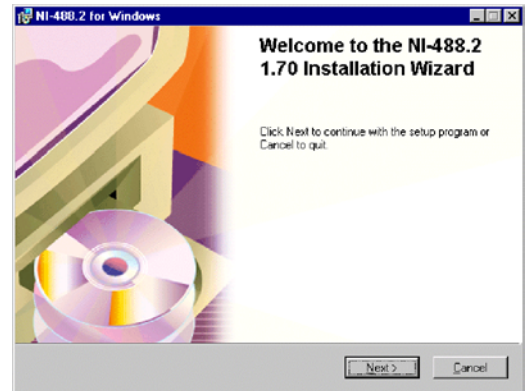 NI-488.2 for Windows
Welcome to the NI-488.2
1.70 Installation Wizard
Click Next to continue with the setup program or
Cancel to quit.
Next >
Cancel